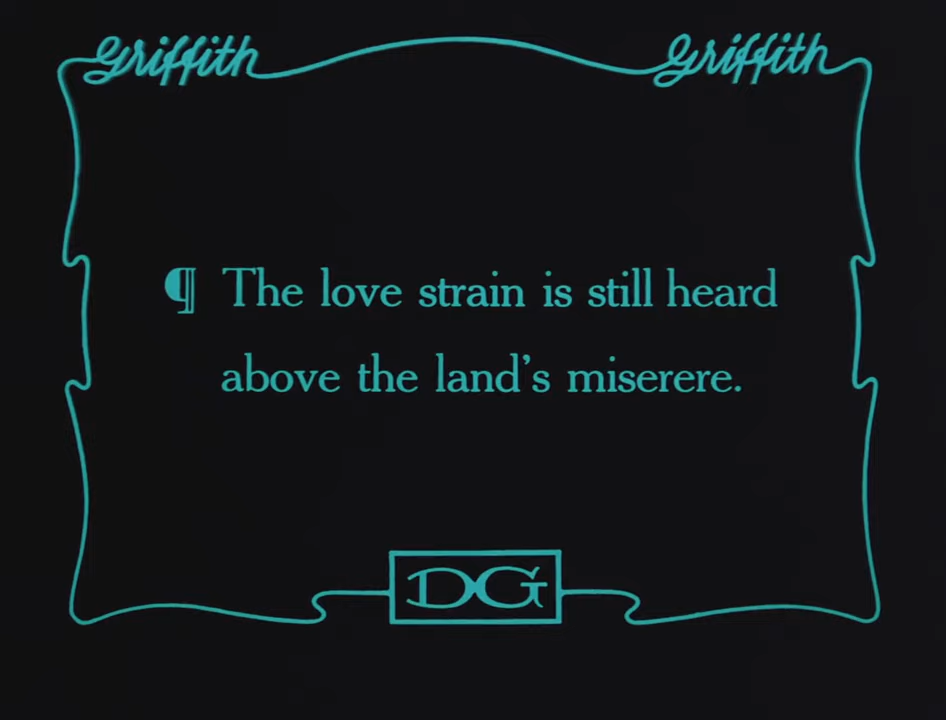 Griffith Griffith
¶ The love strain is still heard
above the land's miserere.
DG